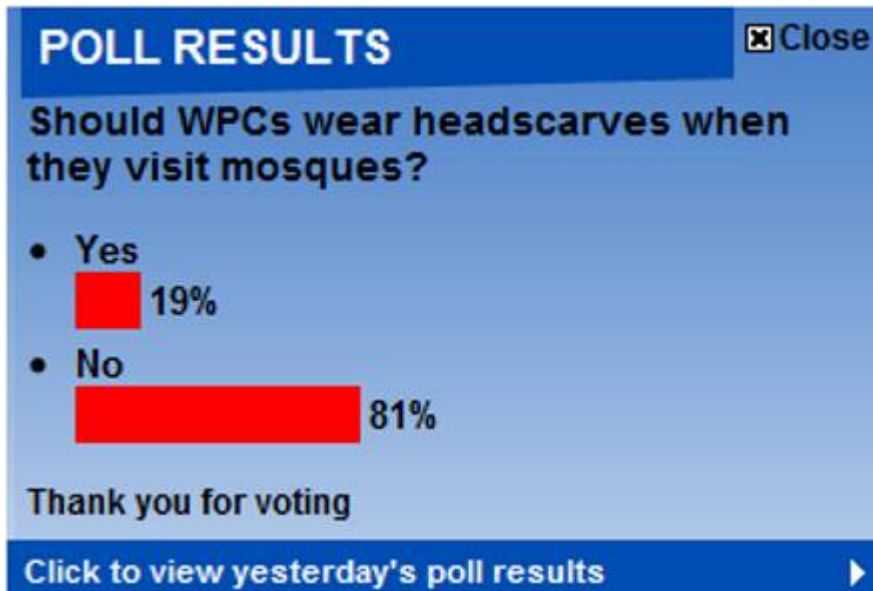 POLL RESULTS
Close
Should WPCs wear headscarves when
they visit mosques?
• Yes
19%
• No
81%
Thank you for voting
Click to view yesterday's poll results